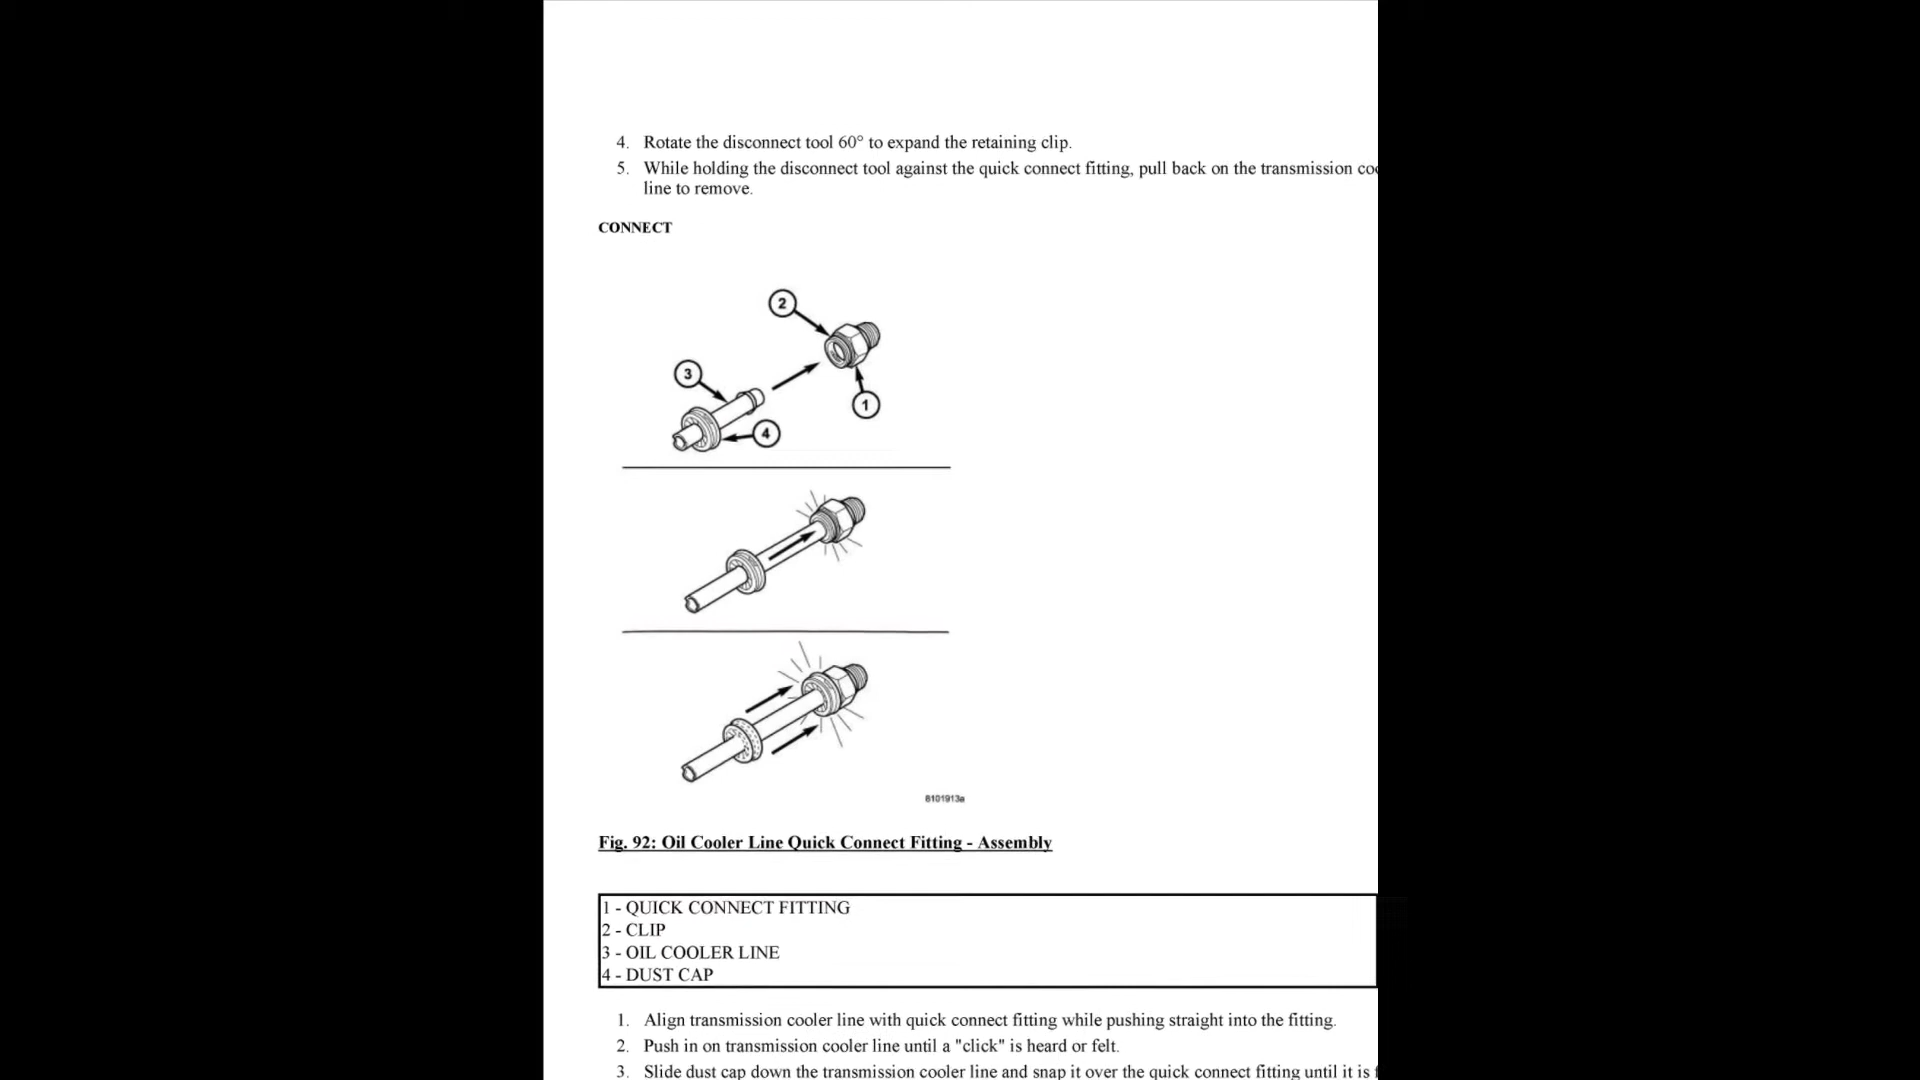 4. Rotate the disconnect tool 60° to expand the retaining clip.
5. While holding the disconnect tool against the quick connect fitting, pull back on the transmission
line to remove.
CONNECT
2
3
1
4
8101913a
Fig. 92: Oil Cooler Line Quick Connect Fitting - Assembly
1 - QUICK CONNECT FITTING
2 - CLIP
3 - OIL COOLER LINE
4 - DUST CAP
1. Align transmission cooler line with quick connect fitting while pushing straight into the fitting.
2. Push in on transmission cooler line until a "click" is heard or felt.
3. Slide dust cap down the transmission cooler line and snap it over the quick connect fitting until it is